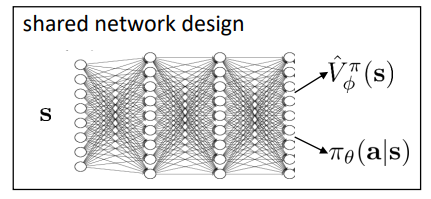 shared network design
s
V̂^π_ϕ(s)
π_θ(a|s)